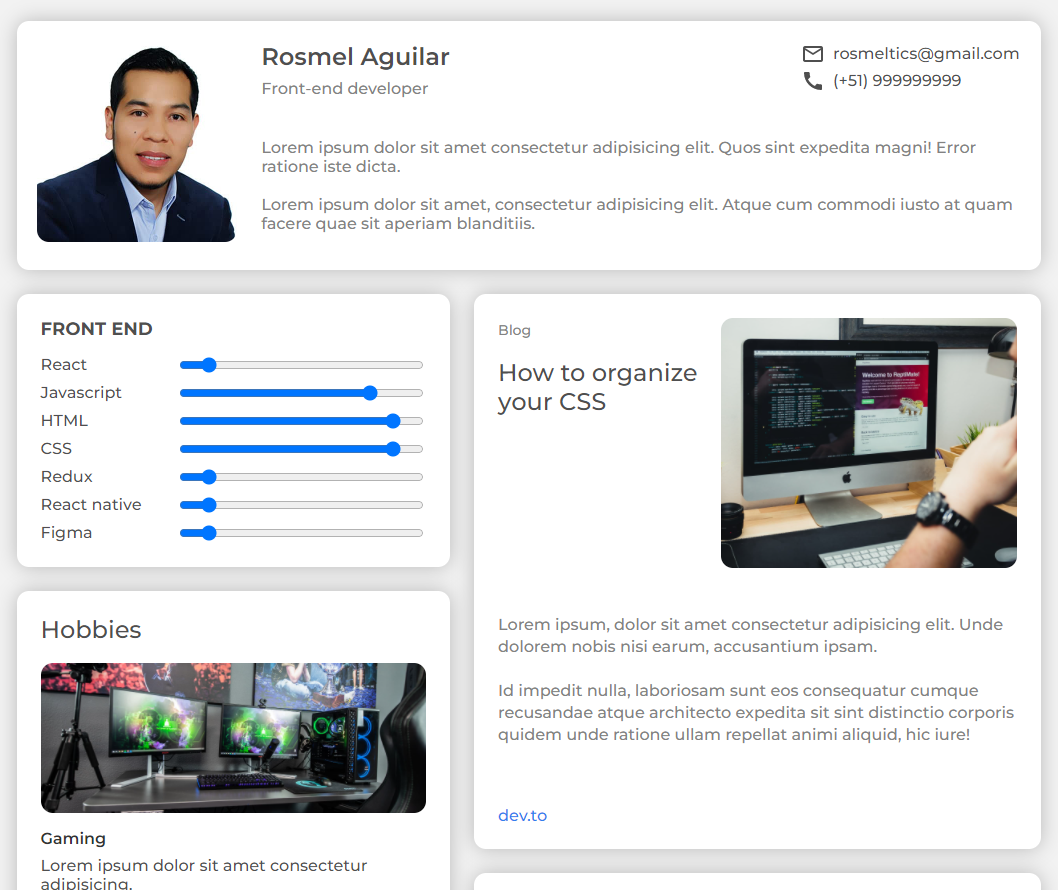 Rosmel Aguilar
Front-end developer
rosmeltics@gmail.com
(+51) 999999999
Lorem ipsum dolor sit amet consectetur adipisicing elit. Quos sint expedita magni! Error
ratione iste dicta.
Lorem ipsum dolor sit amet, consectetur adipisicing elit. Atque cum commodi iusto at quam
facere quae sit aperiam blanditiis.
FRONT END
React
Javascript
HTML
CSS
Redux
React native
Figma
Hobbies
Gaming
Lorem ipsum dolor sit amet consectetur
adipisicing.
Blog
How to organize
your CSS
Welcome to ReptiMate!
Lorem ipsum, dolor sit amet consectetur adipisicing elit. Unde
dolorem nobis nisi earum, accusantium ipsam.
Id impedit nulla, laboriosam sunt eos consequatur cumque
recusandae atque architecto expedita sit sint distinctio corporis
quidem unde ratione ullam repellat animi aliquid, hic iure!
dev.to